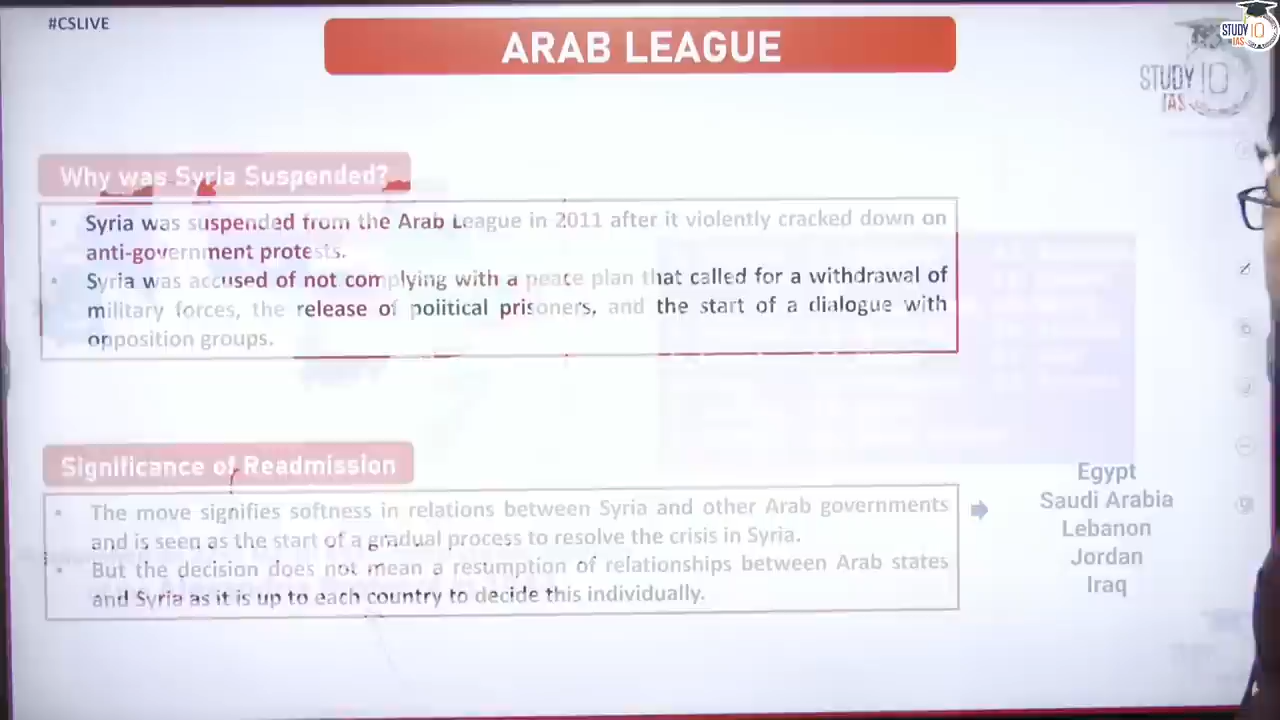 #CSLIVE
ARAB LEAGUE
STUDY IQ
IAS
STUDY IQ
IAS
Why was Syria Suspended?
• Syria was suspended from the Arab League in 2011 after it violently cracked down on
anti-government protests.
• Syria was accused of not complying with a peace plan that called for a withdrawal of
military forces, the release of political prisoners, and the start of a dialogue with
opposition groups.
Significance of Readmission
• The move signifies softness in relations between Syria and other Arab governments
and is seen as the start of a gradual process to resolve the crisis in Syria.
• But the decision does not mean a resumption of relationships between Arab states
and Syria as it is up to each country to decide this individually.
Egypt
Saudi Arabia
Lebanon
Jordan
Iraq